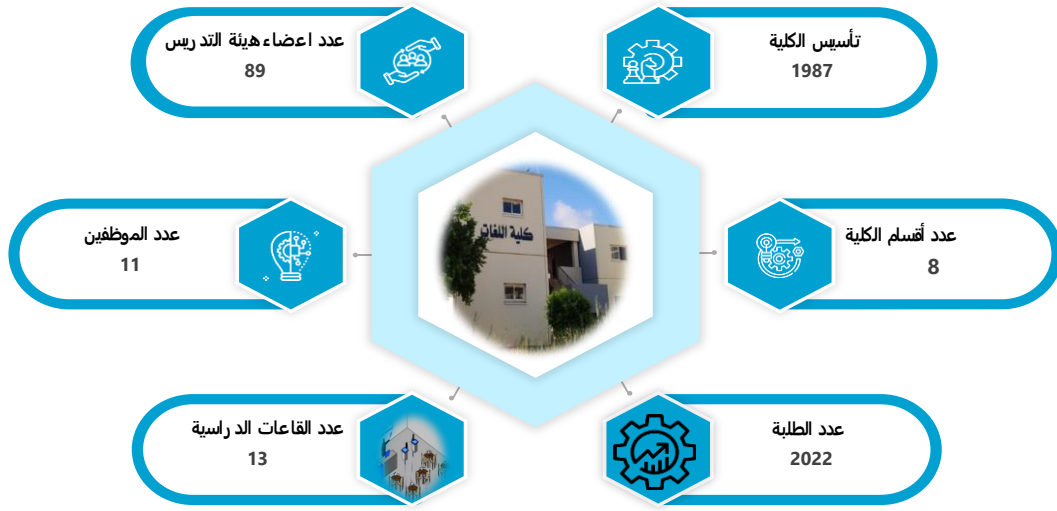 تأسيس الكلية
1987
عدد اعضاء هيئة التدريس
89
عدد أقسام الكلية
8
عدد الموظفين
11
كلية اللغات
عدد الطلبة
2022
عدد القاعات الدراسية
13